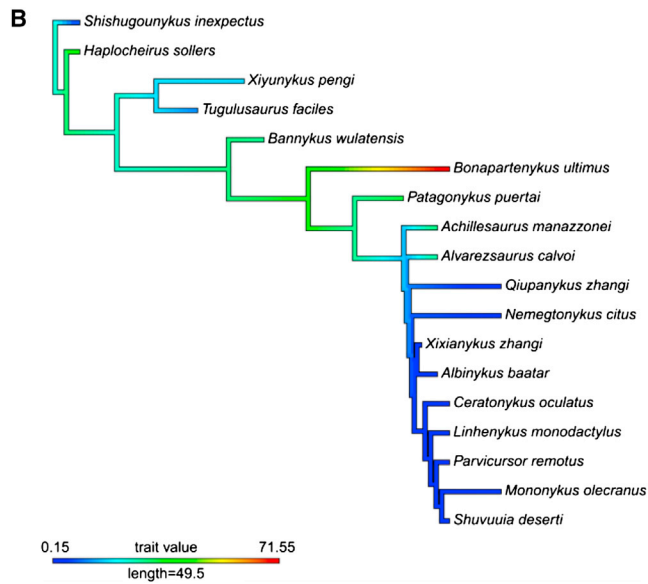 B
Shishugounykus inexpectus
Haplocheirus sollers
Xiyunykus pengi
Tugulusaurus faciles
Bannykus wulatensis
Bonapartenykus ultimus
Patagonykus puertai
Achillesaurus manazzonei
Alvarezsaurus calvoi
Qiupanykus zhangi
Nemegtonykus citus
Xixianykus zhangi
Albinykus baatar
Ceratonykus oculatus
Linhenykus monodactylus
Parvicursor remotus
Mononykus olecranus
Shuvuuia deserti
0.15 trait value 71.55
length=49.5